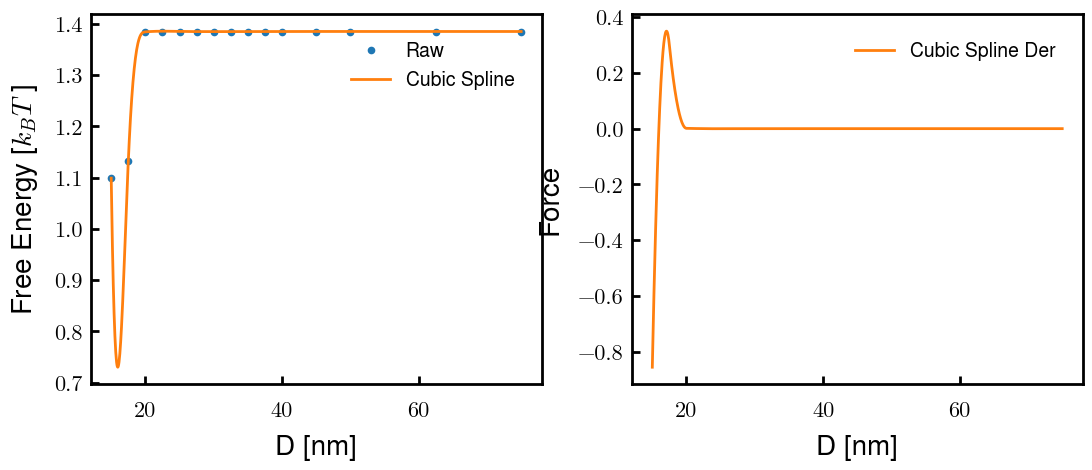 1.4
1.3
1.2
1.1
1.0
0.9
0.8
0.7
Free Energy [$k_BT$]
Raw
Cubic Spline
20 40 60
D [nm]
0.4
0.2
0.0
−0.2
−0.4
−0.6
−0.8
Force
Cubic Spline Der
20 40 60
D [nm]